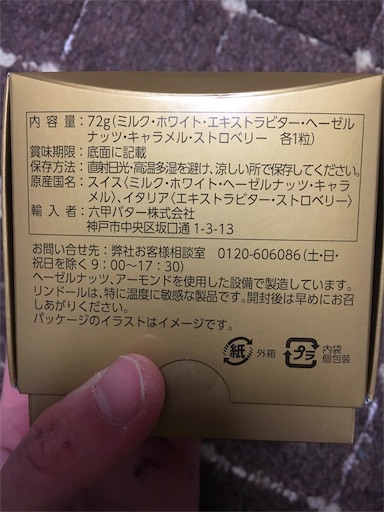 内容量：72g（ミルク・ホワイト・エキストラビター・ヘーゼル
ナッツ・キャラメル・ストロベリー　各1粒）
賞味期限：底面に記載
保存方法：直射日光・高温多湿を避け、涼しい所で保存してください。
原産国名：スイス〈ミルク・ホワイト・ヘーゼルナッツ・キャラ
メル〉、イタリア〈エキストラビター・ストロベリー〉
輸入者：六甲バター株式会社
神戸市中央区坂口通1-3-13
お問い合せ先：弊社お客様相談室　0120-606086（土・日・
祝日を除く9：00～17：30）
ヘーゼルナッツ、アーモンドを使用した設備で製造しています。
リンドールは、特に温度に敏感な製品です。開封後は早めにお召
しあがりください。
パッケージのイラストはイメージです。
紙 外箱
プラ 内袋
個包装